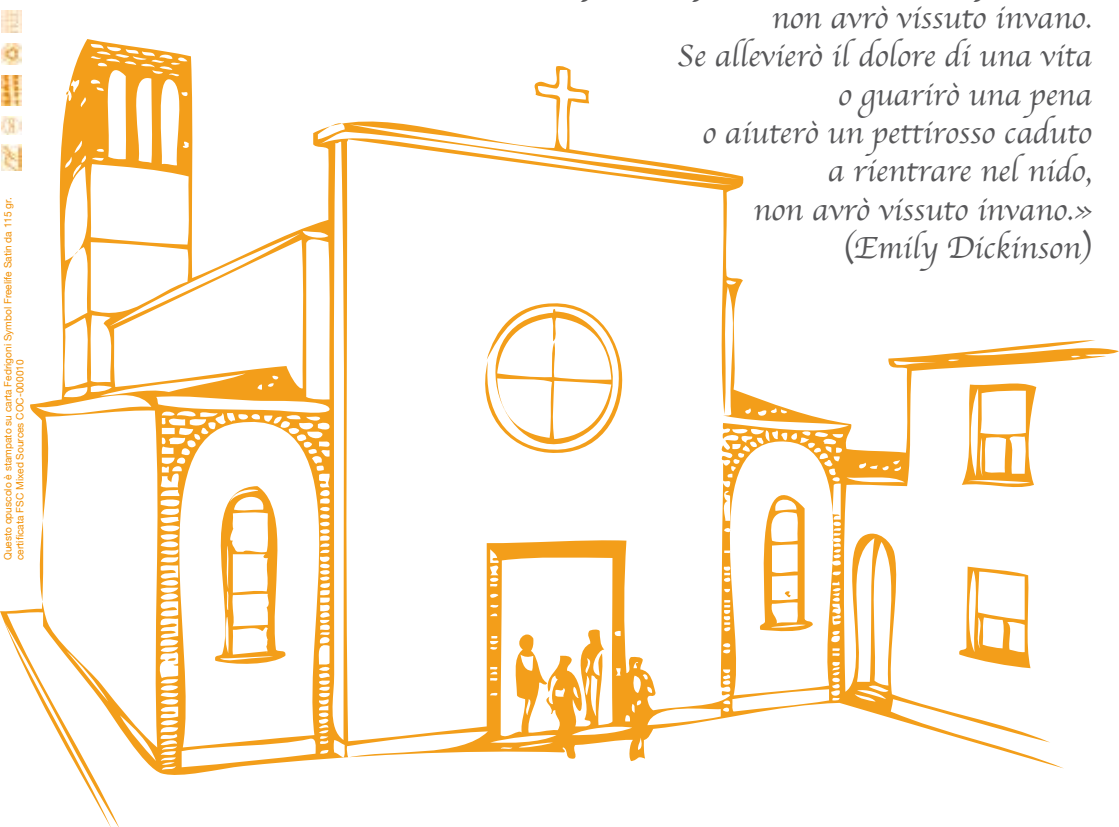 non avrò vissuto invano.
Se allevierò il dolore di una vita
o guarirò una pena
o aiuterò un pettirosso caduto
a rientrare nel nido,
non avrò vissuto invano.»
(Emily Dickinson)
Questo opuscolo è stampato su carta Fedrigoni Symbol Freelife Satin da 115 gr.
certificata FSC Mixed Sources COC-000010